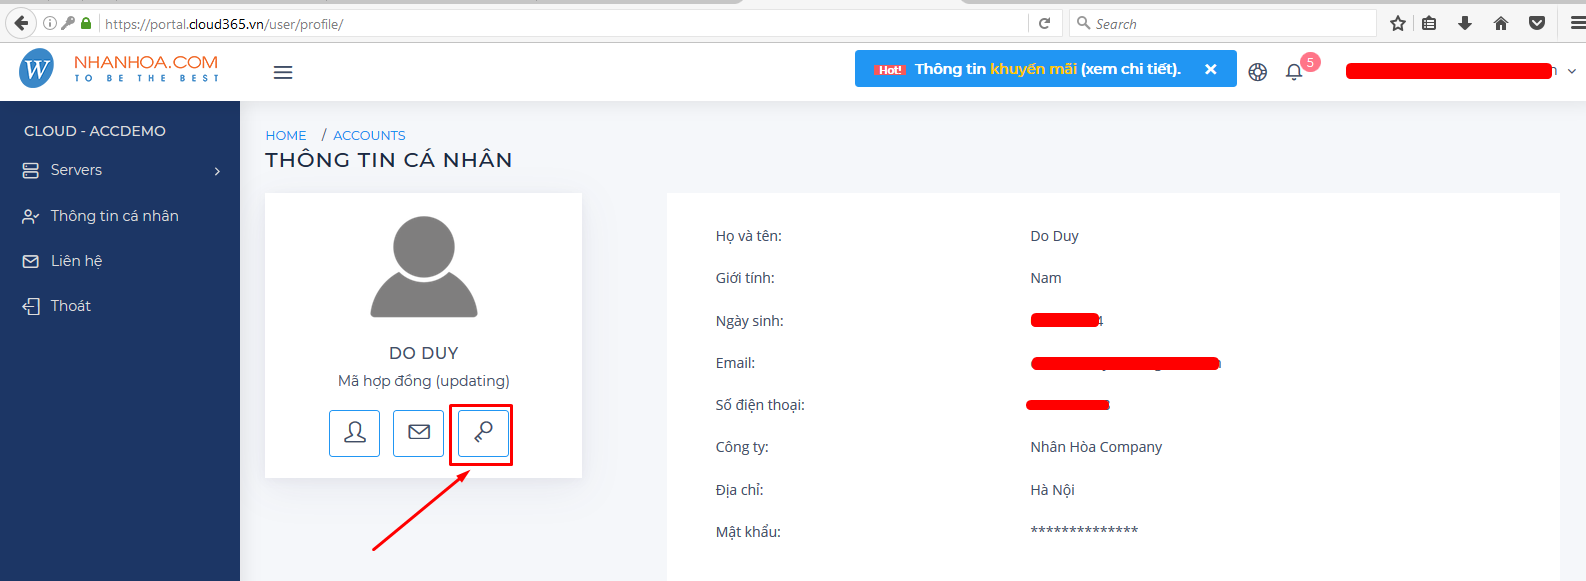 https://portal.cloud365.vn/user/profile/
Search
W
NHANHOA.COM
TO BE THE BEST
Hot! Thông tin khuyến mãi (xem chi tiết). ×
5
CLOUD - ACCDEMO
Servers
Thông tin cá nhân
Liên hệ
Thoát
HOME / ACCOUNTS
THÔNG TIN CÁ NHÂN
DO DUY
Mã hợp đồng (updating)
Họ và tên: Do Duy
Giới tính: Nam
Ngày sinh:
Email:
Số điện thoại:
Công ty: Nhân Hòa Company
Địa chỉ: Hà Nội
Mật khẩu: **************